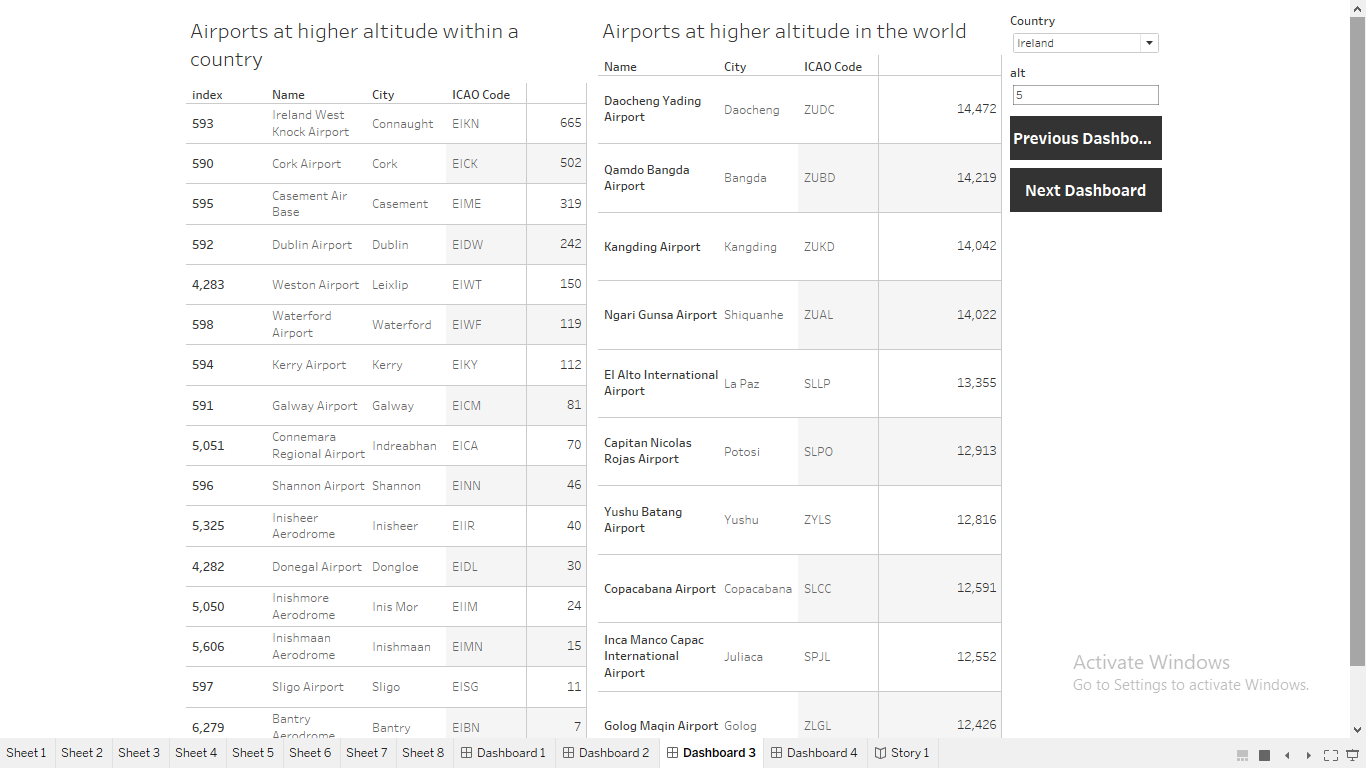 Airports at higher altitude within a
country
index Name City ICAO Code
593 Ireland West Knock Airport Connaught EIKN 665
590 Cork Airport Cork EICK 502
595 Casement Air Base Casement EIME 319
592 Dublin Airport Dublin EIDW 242
4,283 Weston Airport Leixlip EIWT 150
598 Waterford Airport Waterford EIWF 119
594 Kerry Airport Kerry EIKY 112
591 Galway Airport Galway EICM 81
5,051 Connemara Regional Airport Indreabhan EICA 70
596 Shannon Airport Shannon EINN 46
5,325 Inisheer Aerodrome Inisheer EIIR 40
4,282 Donegal Airport Dongloe EIDL 30
5,050 Inishmore Aerodrome Inis Mor EIIM 24
5,606 Inishmaan Aerodrome Inishmaan EIMN 15
597 Sligo Airport Sligo EISG 11
6,279 Bantry Aerodrome Bantry EIBN 7
Airports at higher altitude in the world
Name City ICAO Code
Daocheng Yading Airport Daocheng ZUDC 14,472
Qamdo Bangda Airport Bangda ZUBD 14,219
Kangding Airport Kangding ZUKD 14,042
Ngari Gunsa Airport Shiquanhe ZUAL 14,022
El Alto International Airport La Paz SLLP 13,355
Capitan Nicolas Rojas Airport Potosi SLPO 12,913
Yushu Batang Airport Yushu ZYLS 12,816
Copacabana Airport Copacabana SLCC 12,591
Inca Manco Capac International Airport Juliaca SPJL 12,552
Golog Maqin Airport Golog ZLGL 12,426
Country
Ireland
alt
5
Previous Dashbo...
Next Dashboard
Activate Windows
Go to Settings to activate Windows.
Sheet 1 Sheet 2 Sheet 3 Sheet 4 Sheet 5 Sheet 6 Sheet 7 Sheet 8 Dashboard 1 Dashboard 2 Dashboard 3 Dashboard 4 Story 1